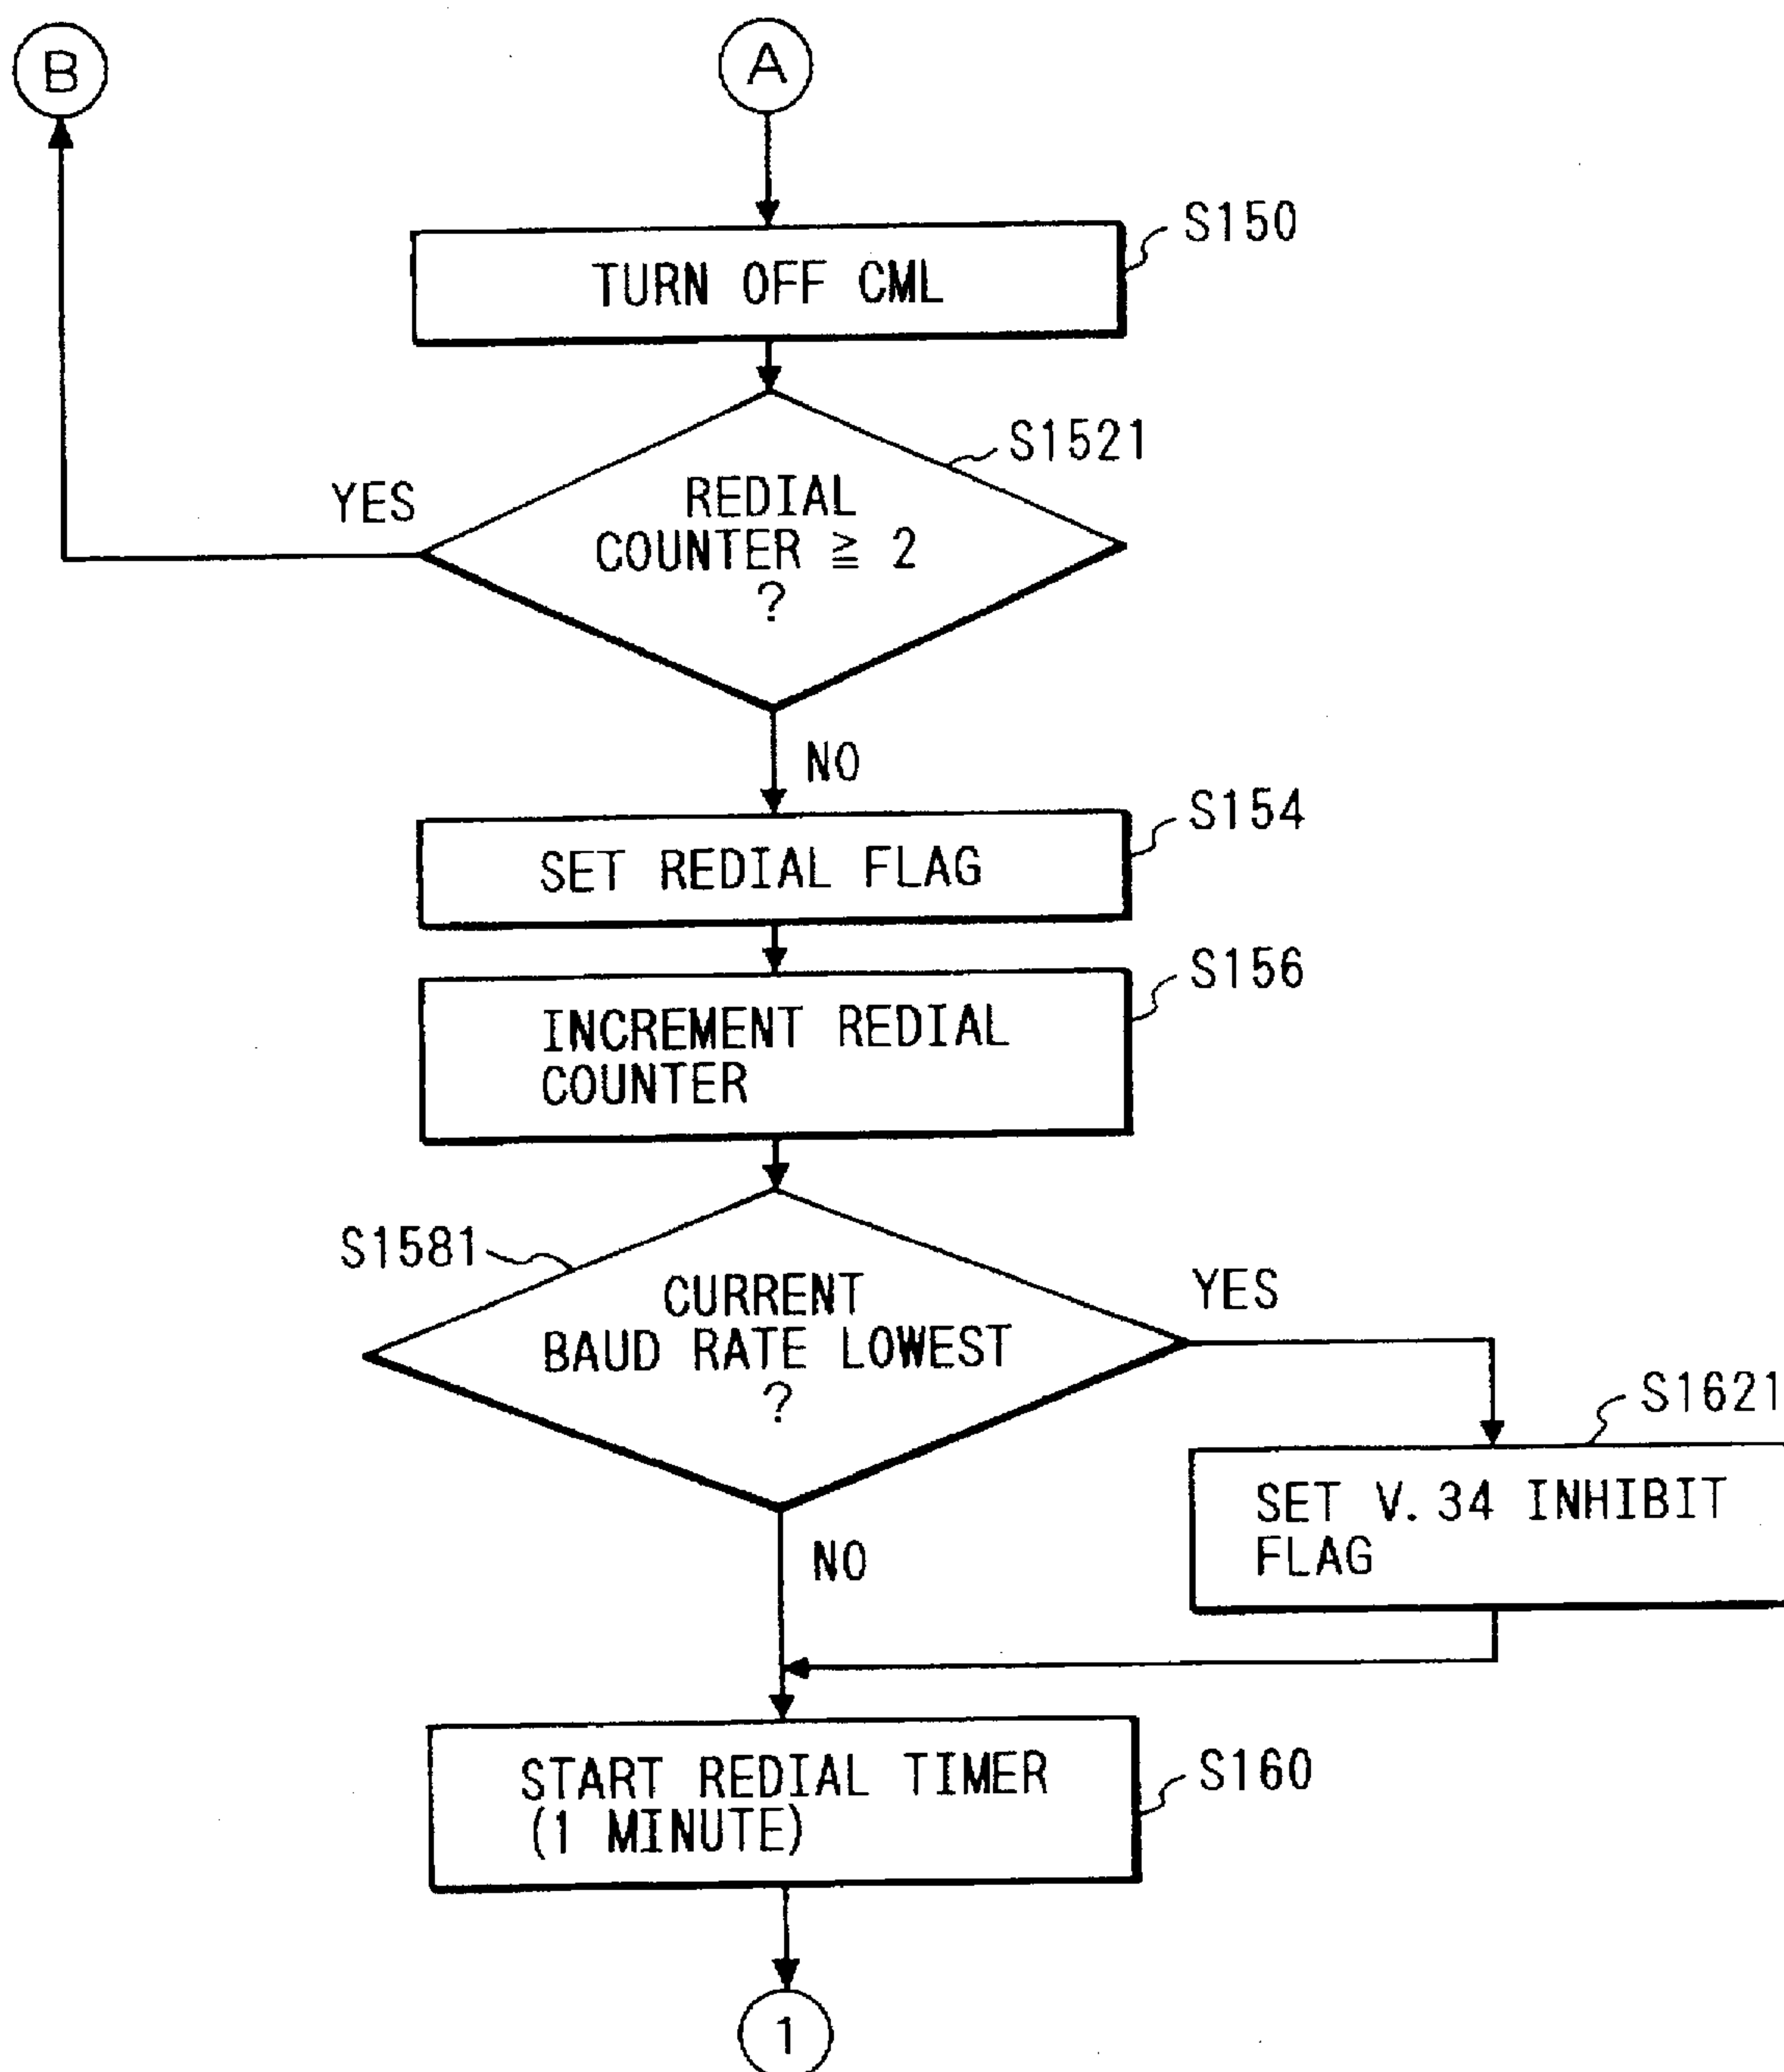 B
A
S150
TURN OFF CML
S1521
YES
REDIAL
COUNTER ≧ 2
?
NO
S154
SET REDIAL FLAG
S156
INCREMENT REDIAL
COUNTER
S1581
CURRENT
BAUD RATE LOWEST
?
YES
S1621
SET V.34 INHIBIT
FLAG
NO
START REDIAL TIMER
(1 MINUTE)
S160
1